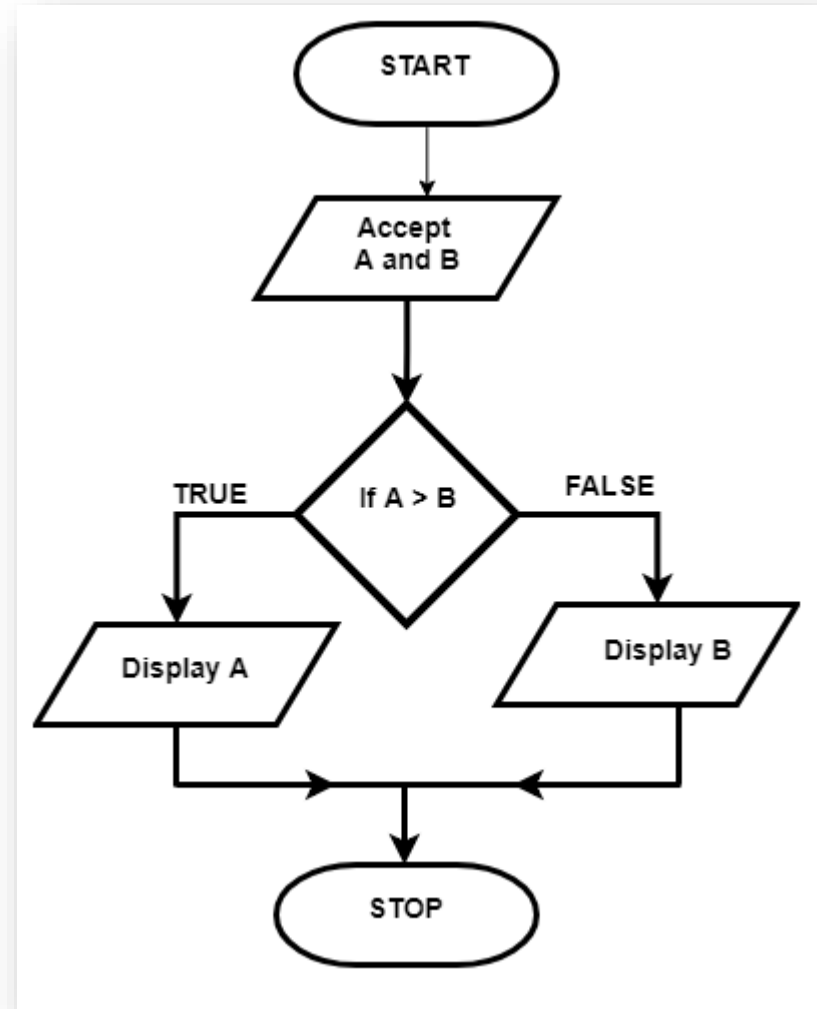 START
Accept
A and B
If A > B
TRUE
FALSE
Display A
Display B
STOP